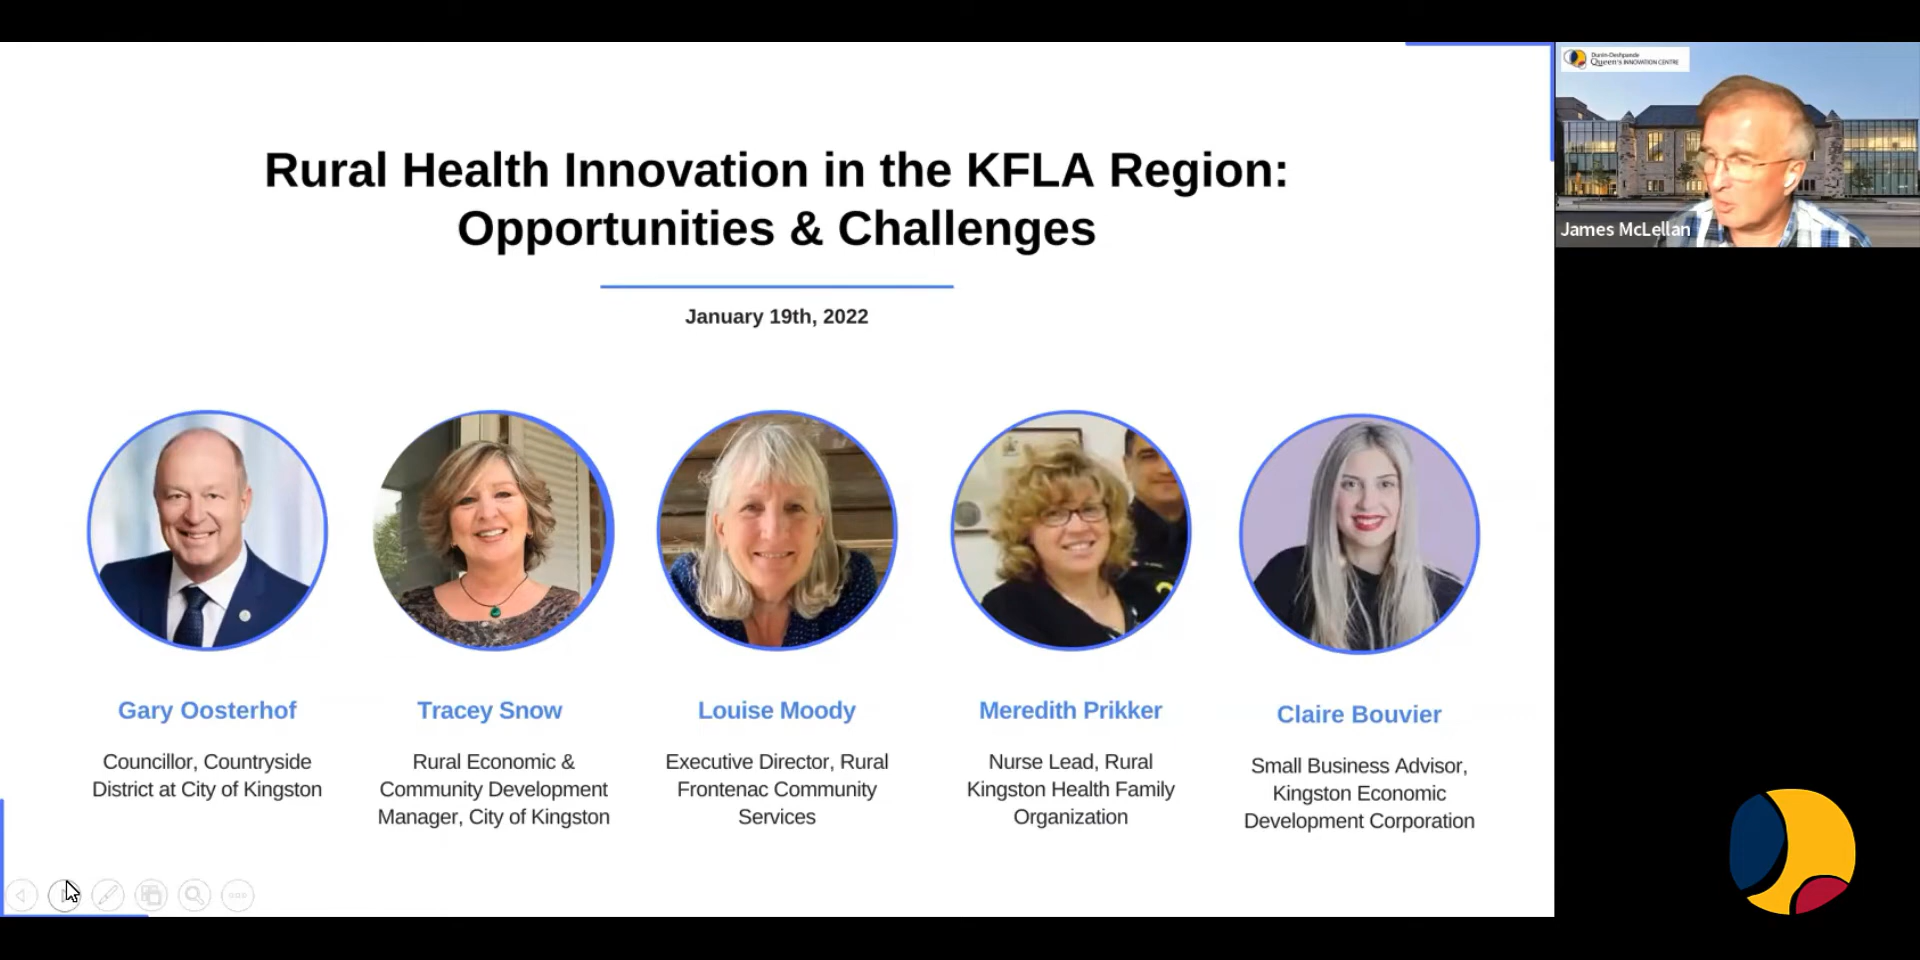 Rural Health Innovation in the KFLA Region:
Opportunities & Challenges
January 19th, 2022
Gary Oosterhof
Councillor, Countryside
District at City of Kingston
Tracey Snow
Rural Economic &
Community Development
Manager, City of Kingston
Louise Moody
Executive Director, Rural
Frontenac Community
Services
Meredith Prikker
Nurse Lead, Rural
Kingston Health Family
Organization
Claire Bouvier
Small Business Advisor,
Kingston Economic
Development Corporation
Dunin-Deshpande
Queen's INNOVATION CENTRE
James McLellan